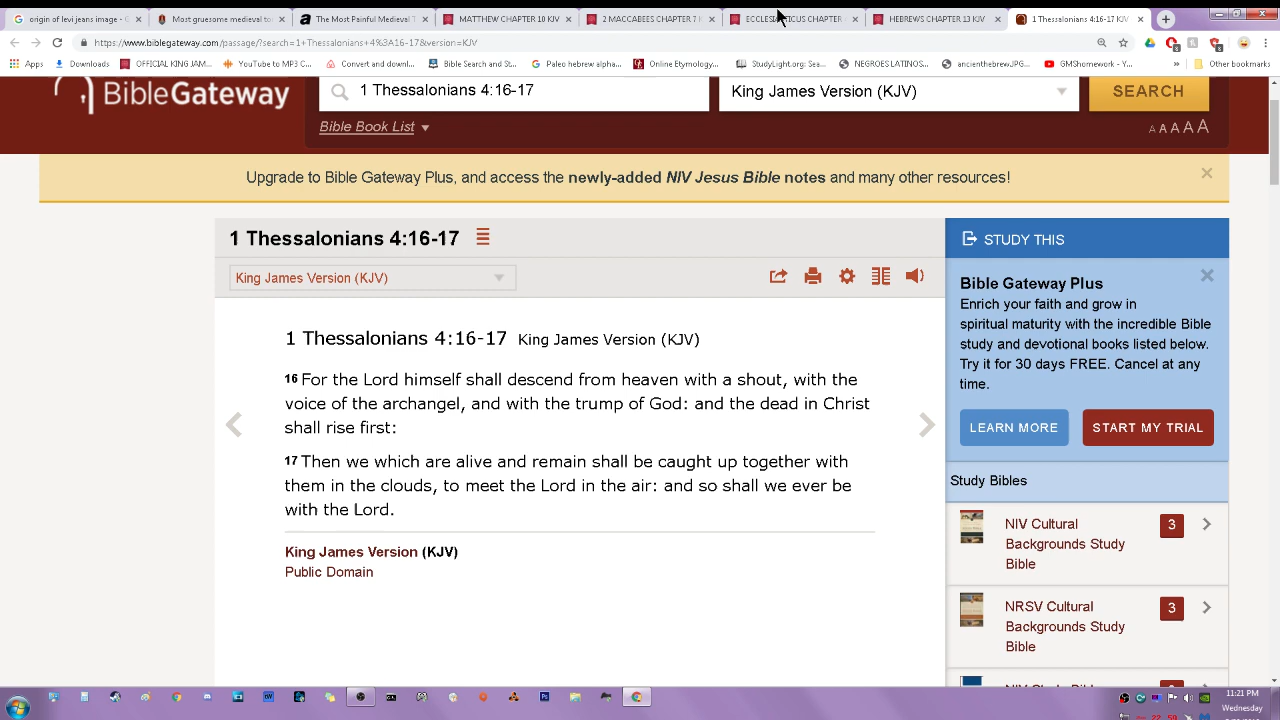 origin of levi jeans image - G
Most gruesome medieval to
The Most Painful Medieval T
MATTHEW C
2 MACCABEES CHAPTER
ECCLESIASTICUS CHAPTER
HEBREWS CHAPT
1 Thessalonians 4:16-17 KJV
https://www.biblegateway.com/passage/?search=1+Thessalonians+4%3A16-17&version=
Apps
Downloads
OFFICIAL KING JAM...
YouTube to MP3 C...
Convert and downl...
Bible Search and S...
Paleo hebrew alpha...
Online Etymology...
StudyLight.org: Se...
NEGROES LATINOS...
ancienthebrewJPG...
GMShomework - Y...
»
Other bookmarks
BibleGateway
1 Thessalonians 4:16-17
King James Version (KJV)
SEARCH
Bible Book List
A A A A A
Upgrade to Bible Gateway Plus, and access the newly-added NIV Jesus Bible notes and many other resources!
1 Thessalonians 4:16-17
King James Version (KJV)
1 Thessalonians 4:16-17 King James Version (KJV)
16 For the Lord himself shall descend from heaven with a shout, with the
voice of the archangel, and with the trump of God: and the dead in Christ
shall rise first:
17 Then we which are alive and remain shall be caught up together with
them in the clouds, to meet the Lord in the air: and so shall we ever be
with the Lord.
King James Version (KJV)
Public Domain
STUDY THIS
Bible Gateway Plus
Enrich your faith and grow in
spiritual maturity with the incredible Bible
study and devotional books listed below.
Try it for 30 days FREE. Cancel at any
time.
LEARN MORE
START MY TRIAL
Study Bibles
NIV Cultural
Backgrounds Study
Bible
3
NRSV Cultural
Backgrounds Study
Bible
3
11:21 PM
Wednesday